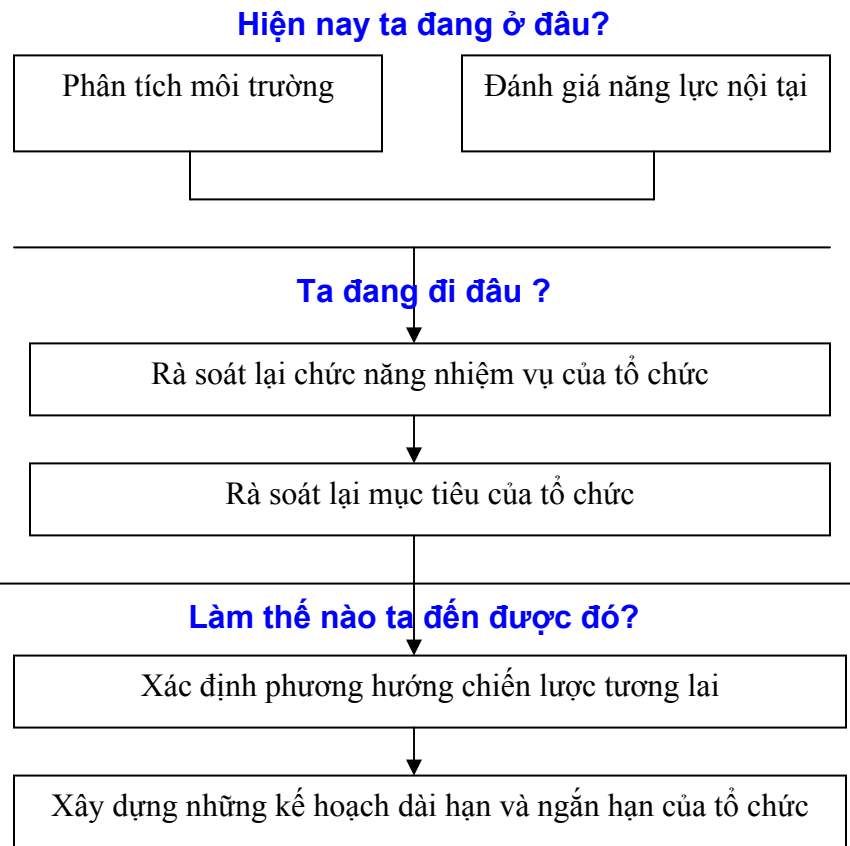 Hiện nay ta đang ở đâu?
Phân tích môi trường
Đánh giá năng lực nội tại
Ta đang đi đâu ?
Rà soát lại chức năng nhiệm vụ của tổ chức
Rà soát lại mục tiêu của tổ chức
Làm thế nào ta đến được đó?
Xác định phương hướng chiến lược tương lai
Xây dựng những kế hoạch dài hạn và ngắn hạn của tổ chức